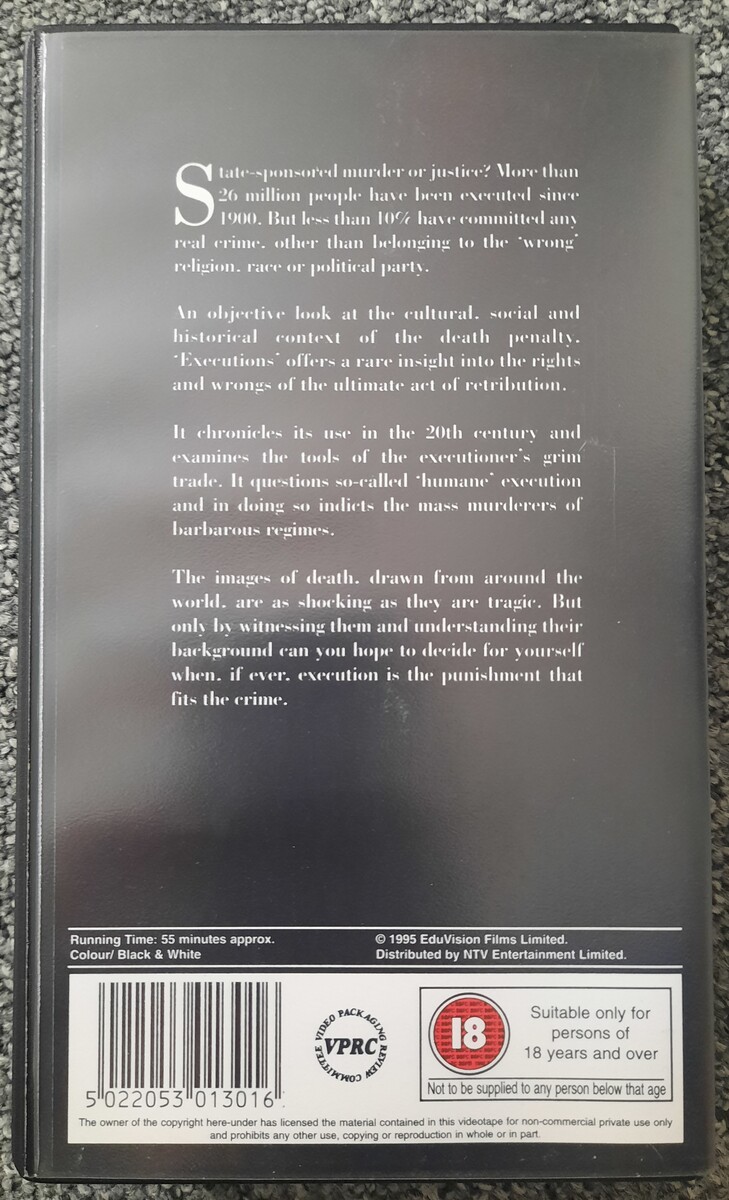 State-sponsored murder or justice? More than
26 million people have been executed since
1900. But less than 10% have committed any
real crime, other than belonging to the 'wrong'
religion, race or political party.
An objective look at the cultural, social and
historical context of the death penalty,
'Executions' offers a rare insight into the rights
and wrongs of the ultimate act of retribution.
It chronicles its use in the 20th century and
examines the tools of the executioner's grim
trade. It questions so-called 'humane' execution
and in doing so indicts the mass murderers of
barbarous regimes.
The images of death, drawn from around the
world, are as shocking as they are tragic. But
only by witnessing them and understanding their
background can you hope to decide for yourself
when, if ever, execution is the punishment that
fits the crime.
Running Time: 55 minutes approx.
Colour/ Black & White
© 1995 EduVision Films Limited.
Distributed by NTV Entertainment Limited.
5 022053 013016
VIDEO PACKAGING REVIEW COMMITTEE
VPRC
18
Suitable only for
persons of
18 years and over
Not to be supplied to any person below that age
The owner of the copyright here-under has licensed the material contained in this videotape for non-commercial private use only
and prohibits any other use, copying or reproduction in whole or in part.